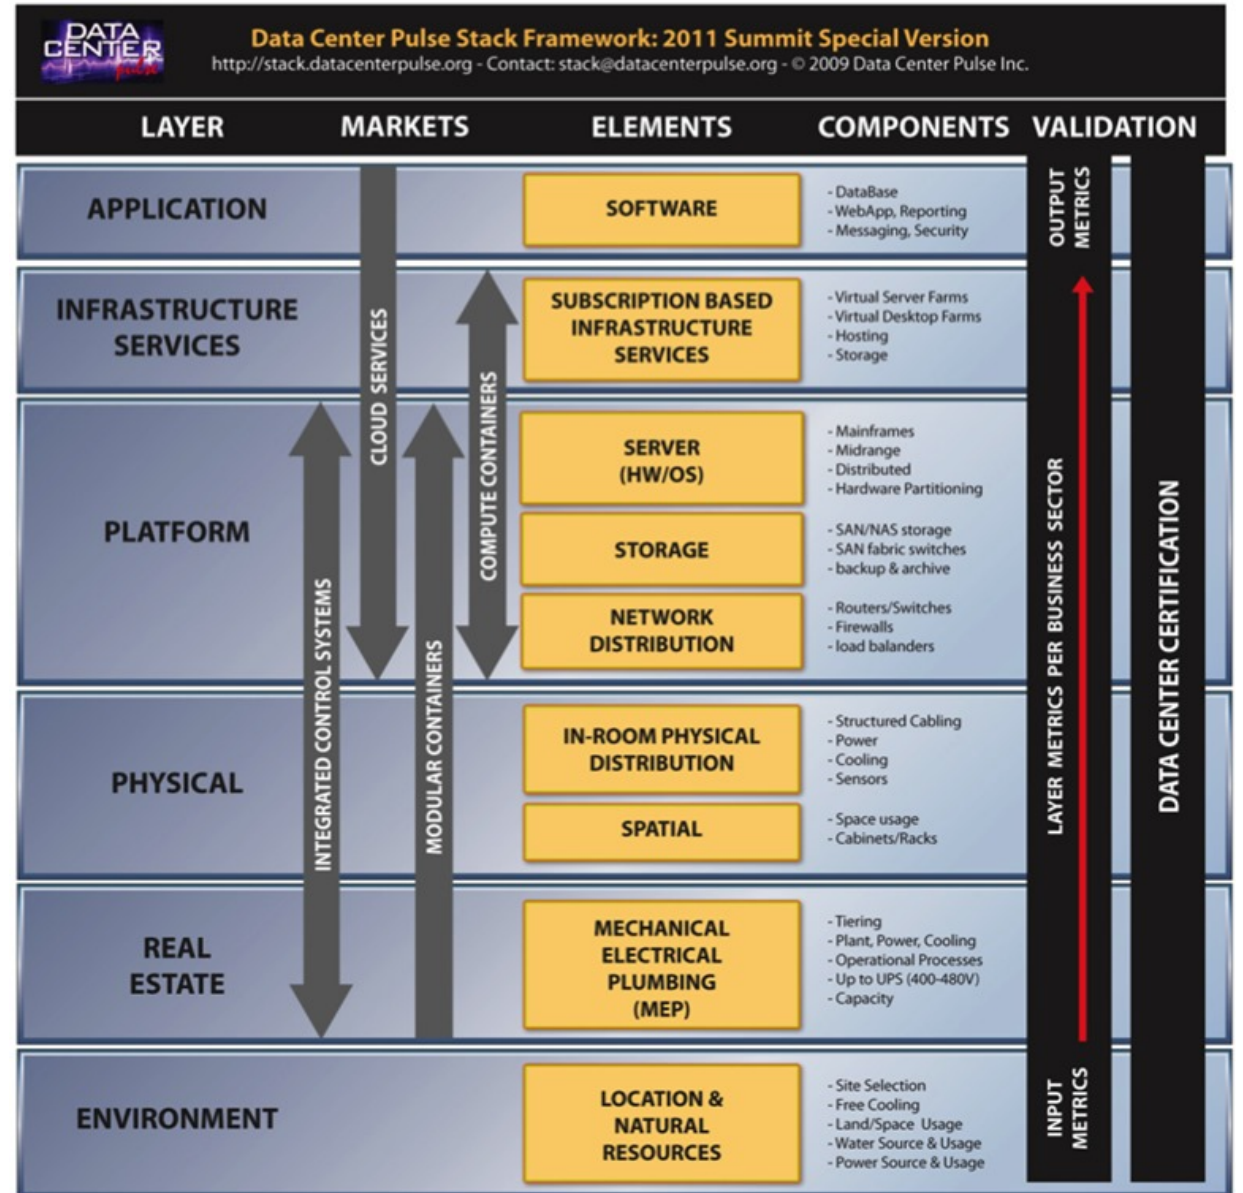 DATA
CENTER
pulse
Data Center Pulse Stack Framework: 2011 Summit Special Version
http://stack.datacenterpulse.org - Contact: stack@datacenterpulse.org - © 2009 Data Center Pulse Inc.
LAYER MARKETS ELEMENTS COMPONENTS VALIDATION
APPLICATION
SOFTWARE
- DataBase
- WebApp, Reporting
- Messaging, Security
OUTPUT
METRICS
INFRASTRUCTURE
SERVICES
CLOUD SERVICES
COMPUTE CONTAINERS
SUBSCRIPTION BASED
INFRASTRUCTURE
SERVICES
- Virtual Server Farms
- Virtual Desktop Farms
- Hosting
- Storage
PLATFORM
INTEGRATED CONTROL SYSTEMS
MODULAR CONTAINERS
SERVER
(HW/OS)
- Mainframes
- Midrange
- Distributed
- Hardware Partitioning
STORAGE
- SAN/NAS storage
- SAN fabric switches
- backup & archive
NETWORK
DISTRIBUTION
- Routers/Switches
- Firewalls
- load balanders
LAYER METRICS PER BUSINESS SECTOR
DATA CENTER CERTIFICATION
PHYSICAL
IN-ROOM PHYSICAL
DISTRIBUTION
- Structured Cabling
- Power
- Cooling
- Sensors
SPATIAL
- Space usage
- Cabinets/Racks
REAL
ESTATE
MECHANICAL
ELECTRICAL
PLUMBING
(MEP)
- Tiering
- Plant, Power, Cooling
- Operational Processes
- Up to UPS (400-480V)
- Capacity
ENVIRONMENT
LOCATION &
NATURAL
RESOURCES
- Site Selection
- Free Cooling
- Land/Space Usage
- Water Source & Usage
- Power Source & Usage
INPUT
METRICS